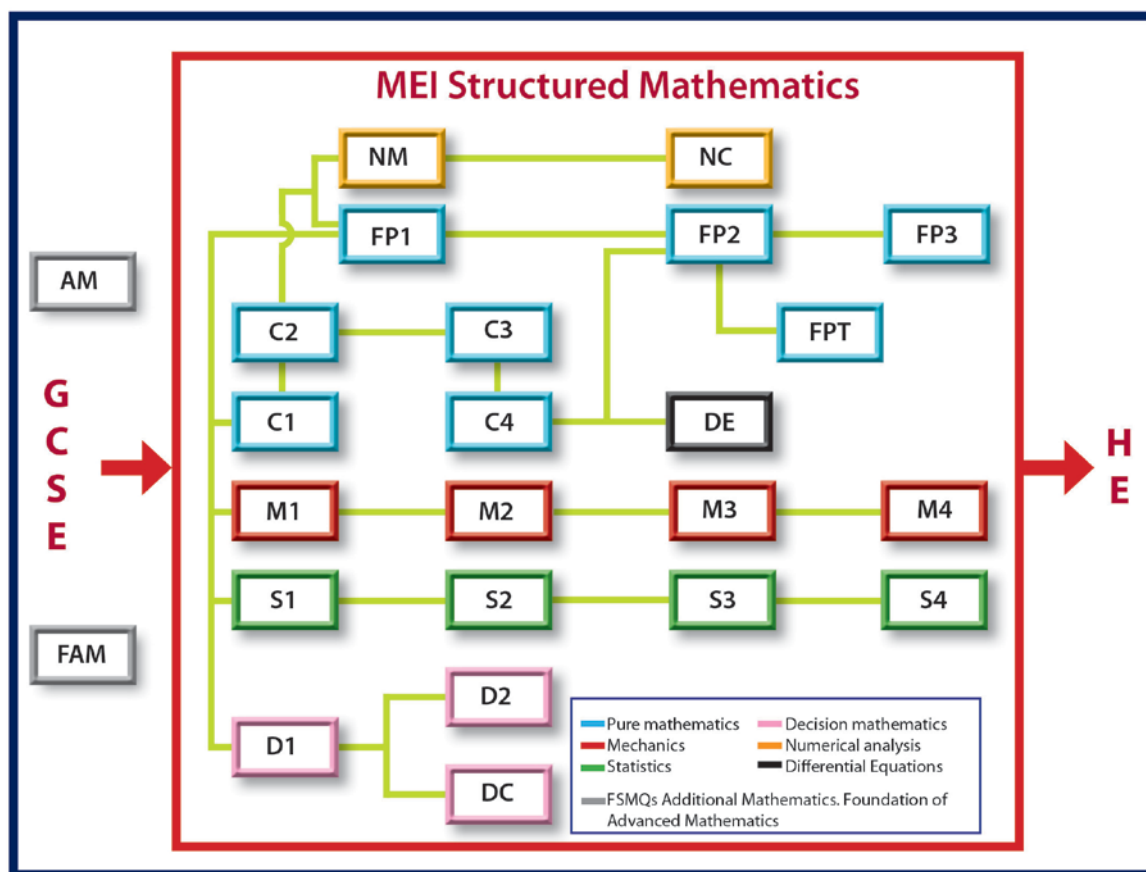 MEI Structured Mathematics
NM
NC
FP1
FP2
FP3
AM
C2
C3
FPT
GCSE
C1
C4
DE
HE
M1
M2
M3
M4
S1
S2
S3
S4
FAM
D1
D2
DC
Pure mathematics
Mechanics
Statistics
Decision mathematics
Numerical analysis
Differential Equations
FSMQs Additional Mathematics. Foundation of
Advanced Mathematics